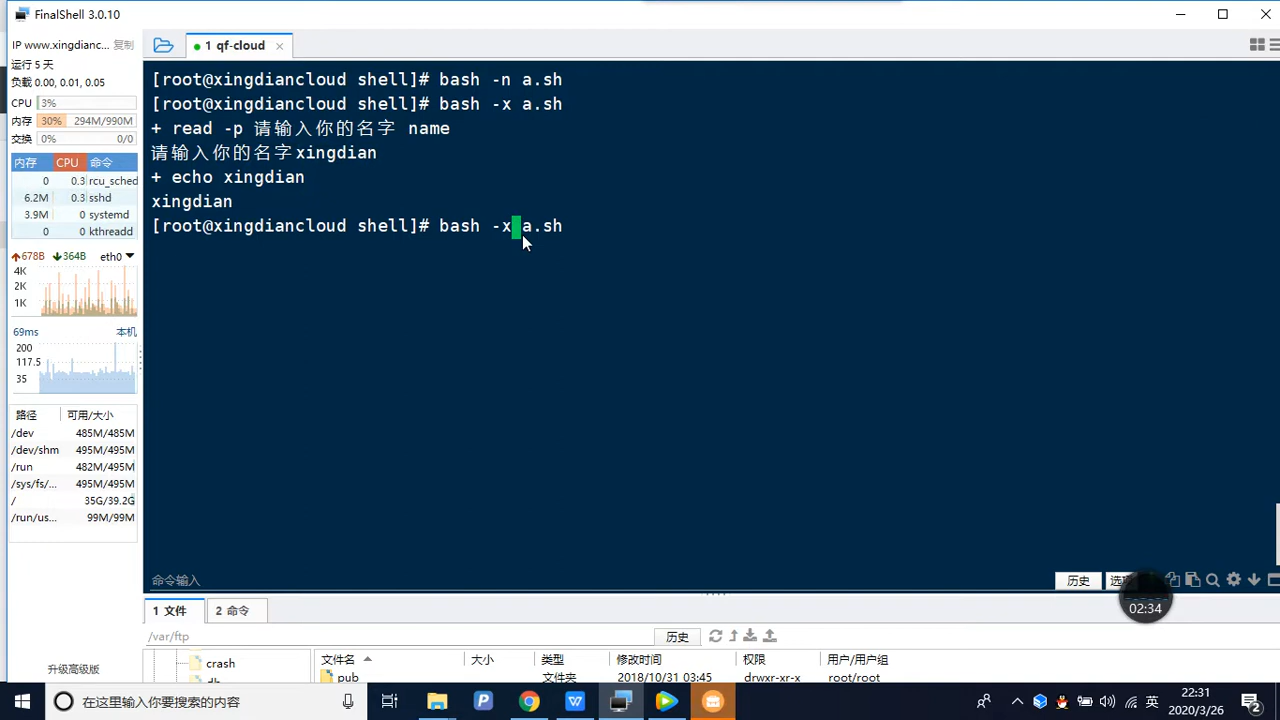 FinalShell 3.0.10
IP www.xingdianc... 复制
运行 5 天
负载 0.00, 0.01, 0.05
CPU 3%
内存 30% 294M/990M
交换 0% 0/0
内存 CPU 命令
0 0.3 rcu_sched
6.2M 0.3 sshd
3.9M 0 systemd
0 0 kthreadd
678B 364B eth0
4K
2K
1K
69ms 本机
200
117.5
35
路径 可用/大小
/dev 485M/485M
/dev/shm 495M/495M
/run 482M/495M
/sys/fs/... 495M/495M
/ 35G/39.2G
/run/us... 99M/99M
升级高级版
1 qf-cloud
[root@xingdiancloud shell]# bash -n a.sh
[root@xingdiancloud shell]# bash -x a.sh
+ read -p 请输入你的名字 name
请输入你的名字xingdian
+ echo xingdian
xingdian
[root@xingdiancloud shell]# bash -x a.sh
命令输入 历史
02:34
1 文件 2 命令
/var/ftp 历史
crash
文件名 大小 类型 修改时间 权限 用户/用户组
pub 文件夹 2018/10/31 03:45 drwxr-xr-x root/root
在这里输入你要搜索的内容
英
22:31
2020/3/26
2